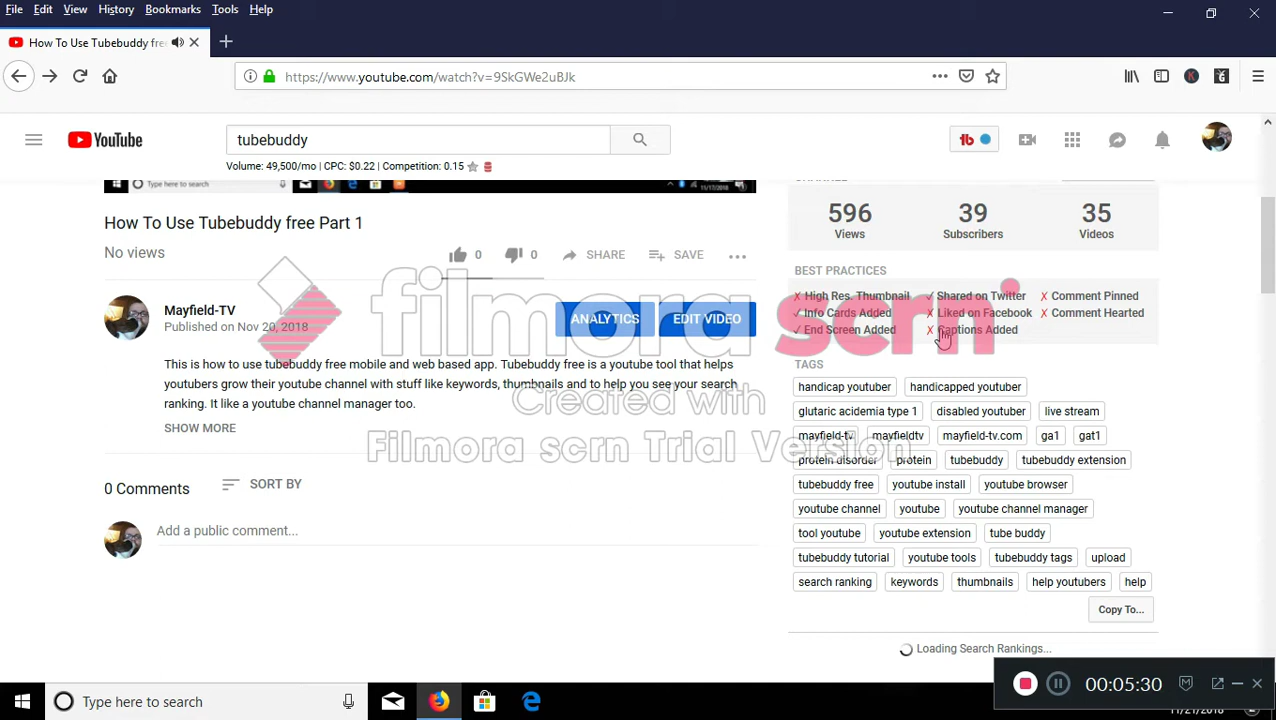 File Edit View History Bookmarks Tools Help
How To Use Tubebuddy fre
https://www.youtube.com/watch?v=9SkGWe2uBJk
YouTube
tubebuddy
tb
Volume: 49,500/mo | CPC: $0.22 | Competition: 0.15
Type here to search
How To Use Tubebuddy free Part 1
No views
0 0 SHARE SAVE
Mayfield-TV
Published on Nov 20, 2018
ANALYTICS EDIT VIDEO
This is how to use tubebuddy free mobile and web based app. Tubebuddy free is a youtube tool that helps
youtubers grow their youtube channel with stuff like keywords, thumbnails and to help you see your search
ranking. It like a youtube channel manager too.
SHOW MORE
0 Comments SORT BY
Add a public comment...
596 39 35
Views Subscribers Videos
BEST PRACTICES
High Res. Thumbnail Shared on Twitter Comment Pinned
Info Cards Added Liked on Facebook Comment Hearted
End Screen Added Captions Added
TAGS
handicap youtuber handicapped youtuber
glutaric acidemia type 1 disabled youtuber live stream
mayfield-tv mayfieldtv mayfield-tv.com ga1 gat1
protein disorder protein tubebuddy tubebuddy extension
tubebuddy free youtube install youtube browser
youtube channel youtube youtube channel manager
tool youtube youtube extension tube buddy
tubebuddy tutorial youtube tools tubebuddy tags upload
search ranking keywords thumbnails help youtubers help
Copy To...
Loading Search Rankings...
filmora scrn
Created with
Filmora scrn Trial Version
00:05:30
Type here to search
11/21/2018